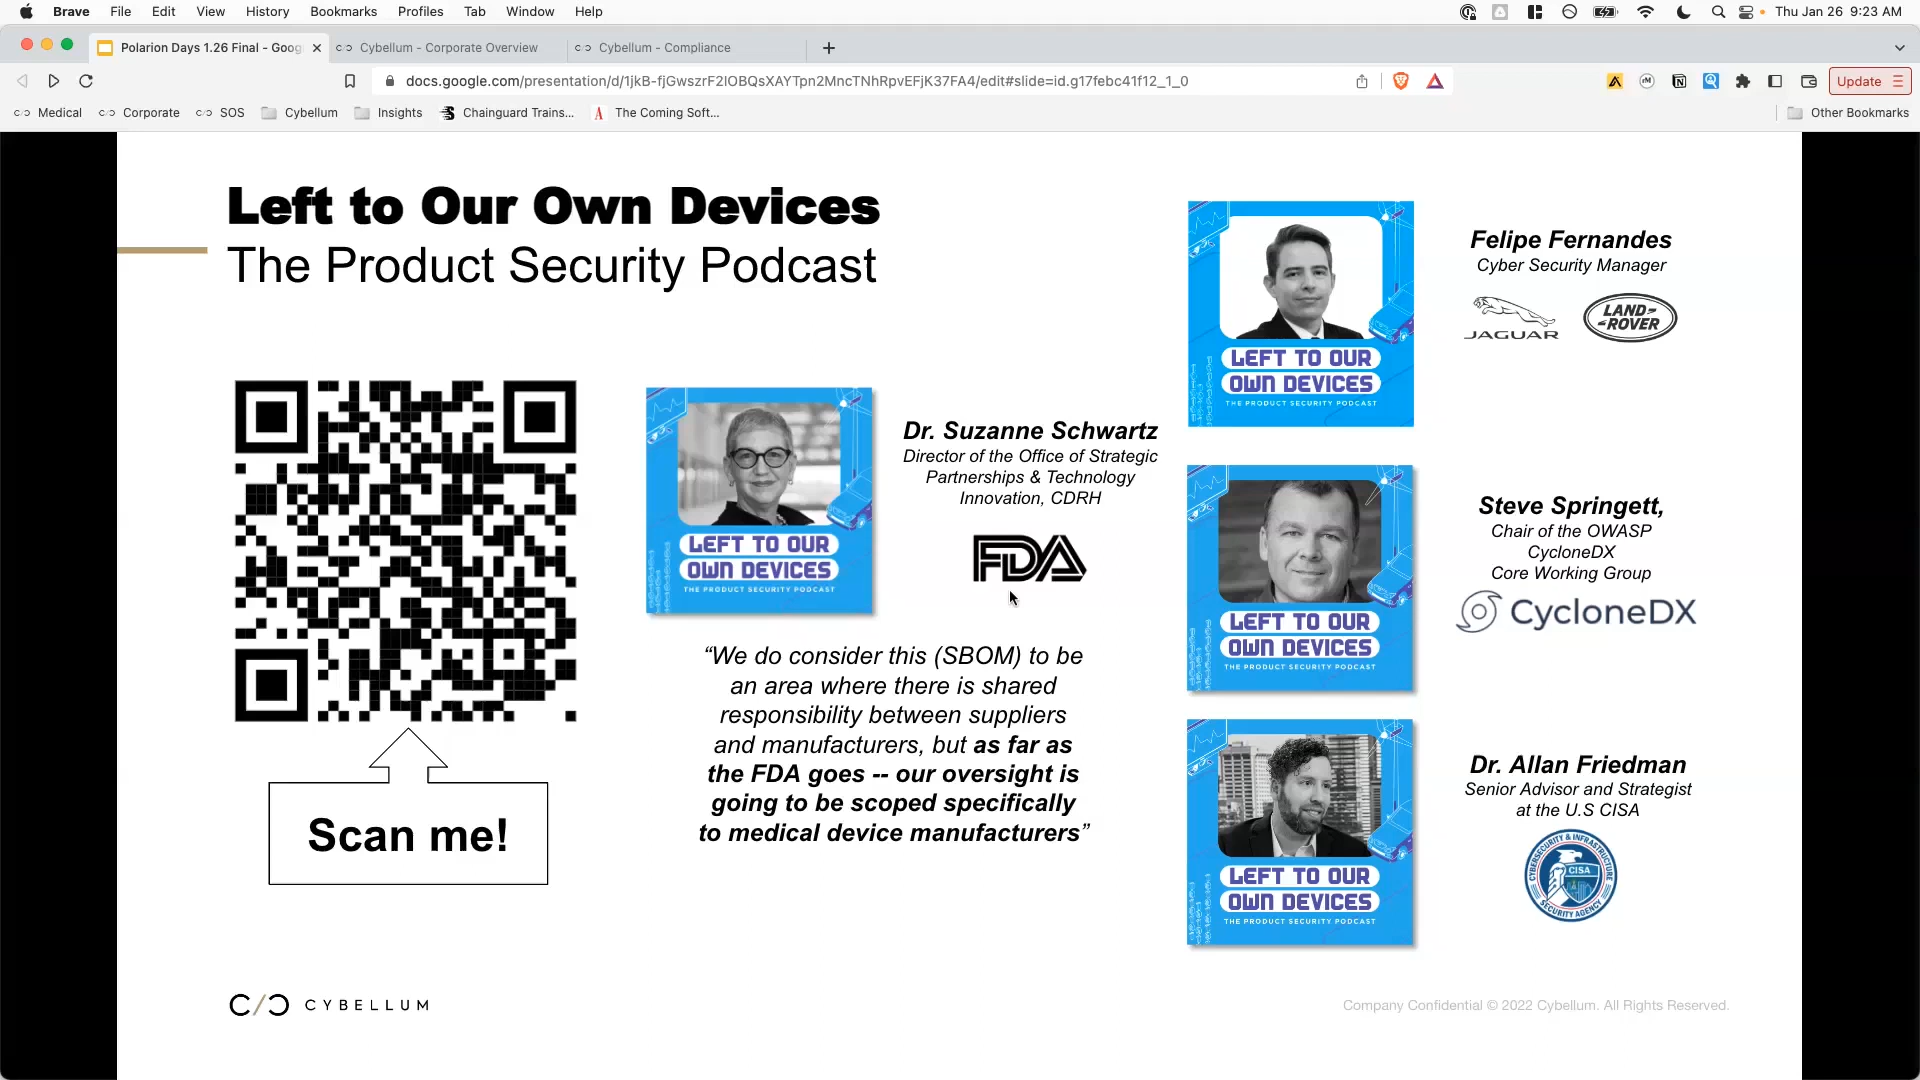 Brave File Edit View History Bookmarks Profiles Tab Window Help Thu Jan 26 9:23 AM
Polarion Days 1.26 Final - Goog Cybellum - Corporate Overview Cybellum - Compliance
docs.google.com/presentation/d/1jkB-fjGwszrF2IOBQsXAYTpn2MncTNhRpvEFjK37FA4/edit#slide=id.g17febc41f12_1_0 Update
Medical Corporate SOS Cybellum Insights Chainguard Trains... The Coming Soft... Other Bookmarks
Left to Our Own Devices
The Product Security Podcast
Scan me!
LEFT TO OUR
OWN DEVICES
THE PRODUCT SECURITY PODCAST
Dr. Suzanne Schwartz
Director of the Office of Strategic
Partnerships & Technology
Innovation, CDRH
FDA
“We do consider this (SBOM) to be
an area where there is shared
responsibility between suppliers
and manufacturers, but as far as
the FDA goes -- our oversight is
going to be scoped specifically
to medical device manufacturers”
LEFT TO OUR
OWN DEVICES
THE PRODUCT SECURITY PODCAST
Felipe Fernandes
Cyber Security Manager
JAGUAR
LAND-
-ROVER
LEFT TO OUR
OWN DEVICES
THE PRODUCT SECURITY PODCAST
Steve Springett,
Chair of the OWASP
CycloneDX
Core Working Group
CycloneDX
LEFT TO OUR
OWN DEVICES
THE PRODUCT SECURITY PODCAST
Dr. Allan Friedman
Senior Advisor and Strategist
at the U.S CISA
CYBERSECURITY & INFRASTRUCTURE
CISA
SECURITY AGENCY
CYBELLUM
Company Confidential © 2022 Cybellum. All Rights Reserved.